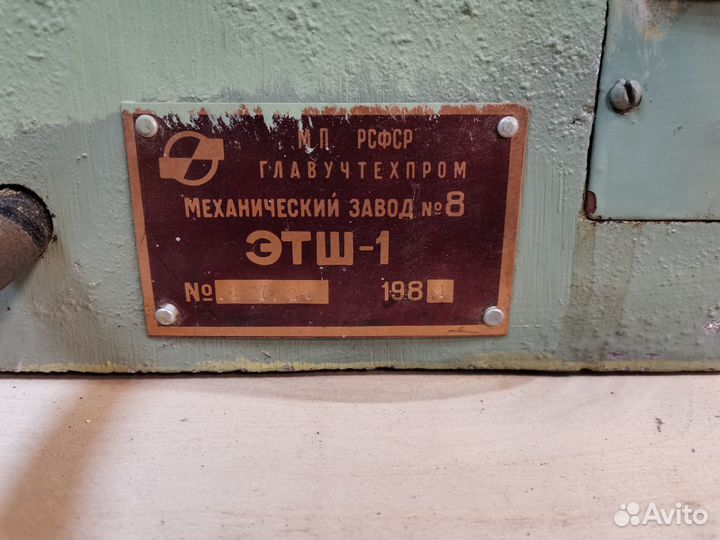 МП РСФСР
ГЛАВУЧТЕХПРОМ
МЕХАНИЧЕСКИЙ ЗАВОД №8
ЭТШ-1
№ 198
Avito